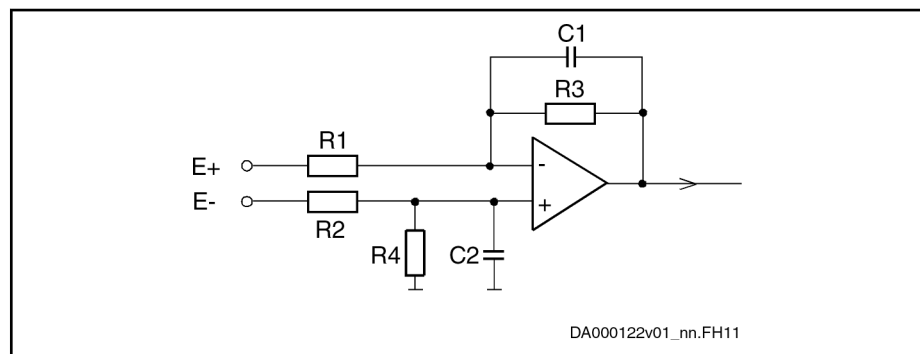 C1
R3
R1
E+
-
E-
+
R2
R4
C2
DA000122v01_nn.FH11